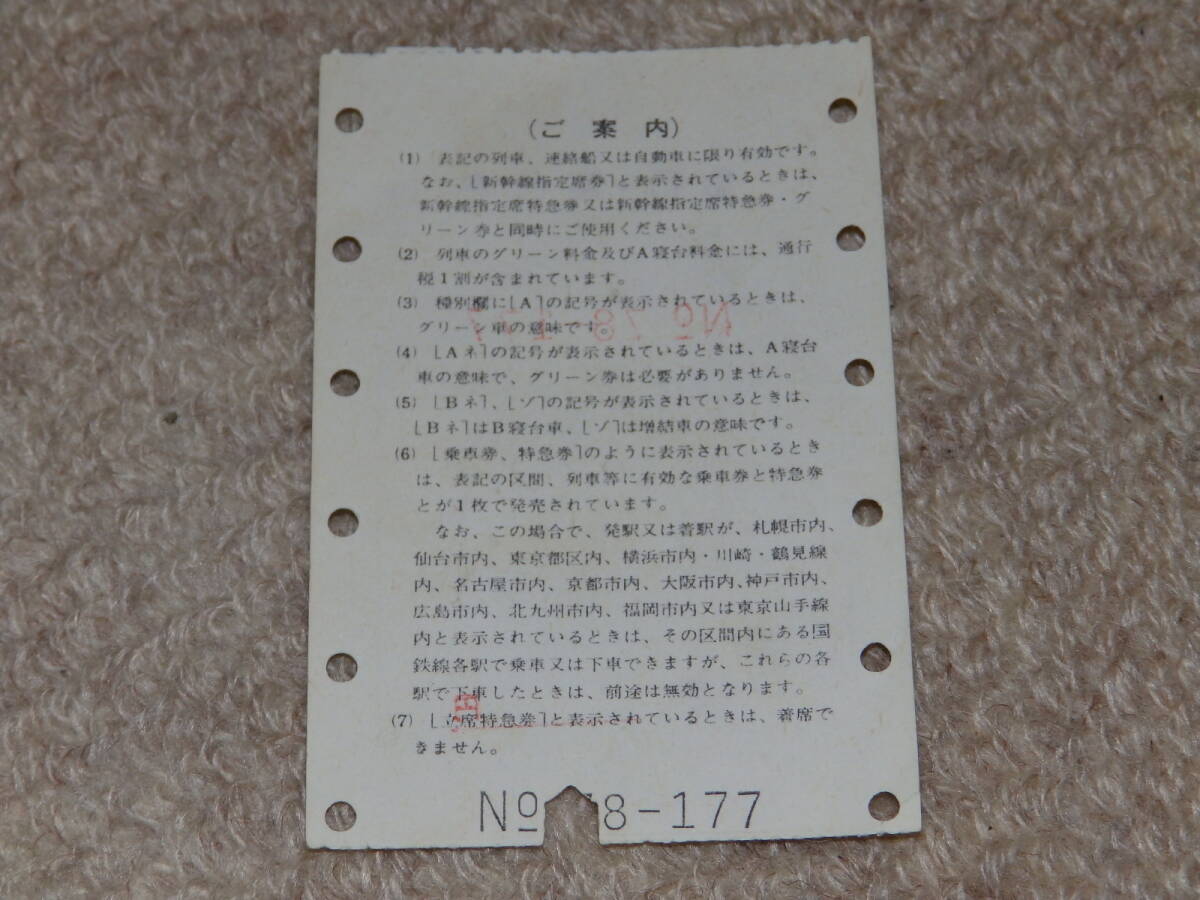 (ご案内)
(1) 表記の列車、連絡船又は自動車に限り有効です。
なお、[新幹線指定席券]と表示されているときは、
新幹線指定席特急券又は新幹線指定席特急券・グ
リーン券と同時にご使用ください。
(2) 列車のグリーン料金及びA寝台料金には、通行
税1割が含まれています。
(3) 種別欄に[A]の記号が表示されているときは、
グリーン車の意味です。
(4) [Aネ]の記号が表示されているときは、A寝台
車の意味で、グリーン券は必要がありません。
(5) [Bネ]、[ゾ]の記号が表示されているときは、
[Bネ]はB寝台車、[ゾ]は増結車の意味です。
(6) [乗車券、特急券]のように表示されているとき
は、表記の区間、列車等に有効な乗車券と特急券
とが1枚で発売されています。
なお、この場合で、発駅又は着駅が、札幌市内、
仙台市内、東京都区内、横浜市内・川崎・鶴見線
内、名古屋市内、京都市内、大阪市内、神戸市内、
広島市内、北九州市内、福岡市内又は東京山手線
内と表示されているときは、その区間内にある国
鉄線各駅で乗車又は下車できますが、これらの各
駅で下車したときは、前途は無効となります。
(7) [立席特急券]と表示されているときは、着席で
きません。
No 8-177